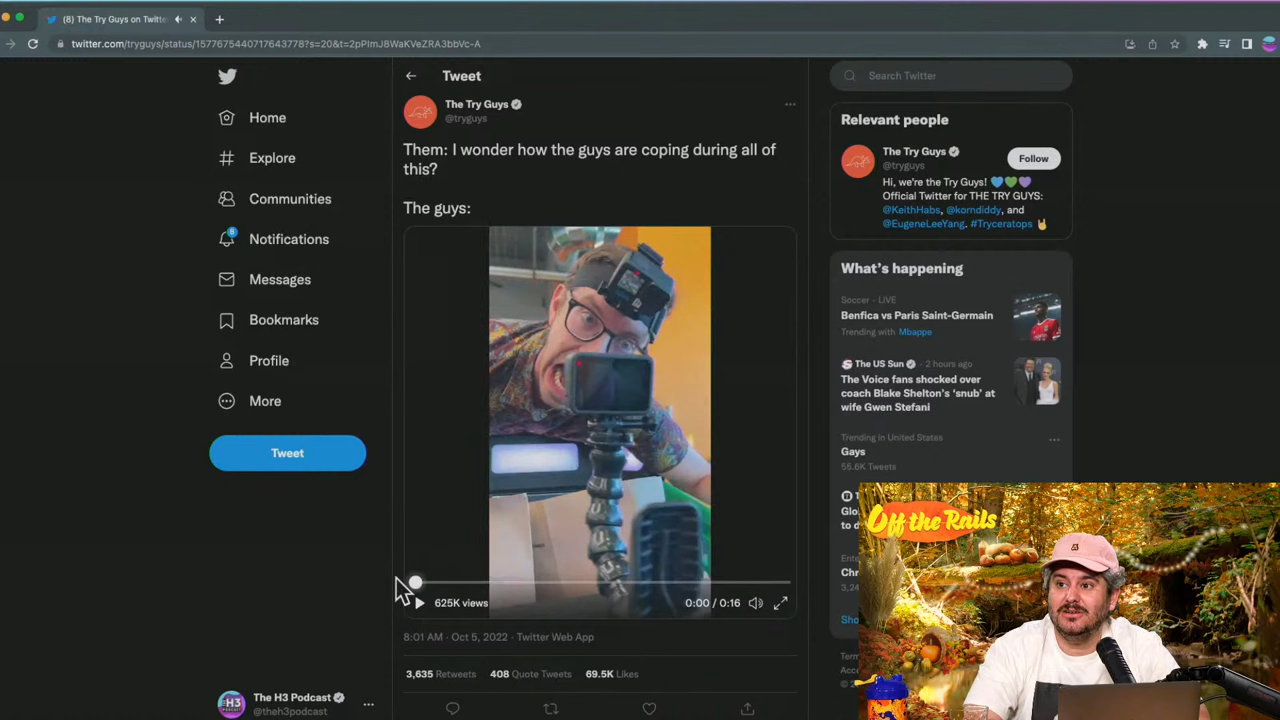 (8) The Try Guys on Twitte
twitter.com/tryguys/status/1577675440717643778?s=20&t=2pPImJ8WaKVeZRA3bbVc-A
Home
Explore
Communities
8
Notifications
Messages
Bookmarks
Profile
More
Tweet
The H3 Podcast
@theh3podcast
Tweet
The Try Guys
@tryguys
Them: I wonder how the guys are coping during all of
this?
The guys:
625K views
0:00 / 0:16
8:01 AM · Oct 5, 2022 · Twitter Web App
3,635 Retweets 408 Quote Tweets 69.5K Likes
Search Twitter
Relevant people
The Try Guys
@tryguys
Follow
Hi, we're the Try Guys! 💙💚💜
Official Twitter for THE TRY GUYS:
@KeithHabs, @korndiddy, and
@EugeneLeeYang. #Tryceratops 🤘
What's happening
Soccer · LIVE
Benfica vs Paris Saint-Germain
Trending with Mbappe
The US Sun · 2 hours ago
The Voice fans shocked over
coach Blake Shelton's 'snub' at
wife Gwen Stefani
Trending in United States
Gays
55.6K Tweets
Off the Rails